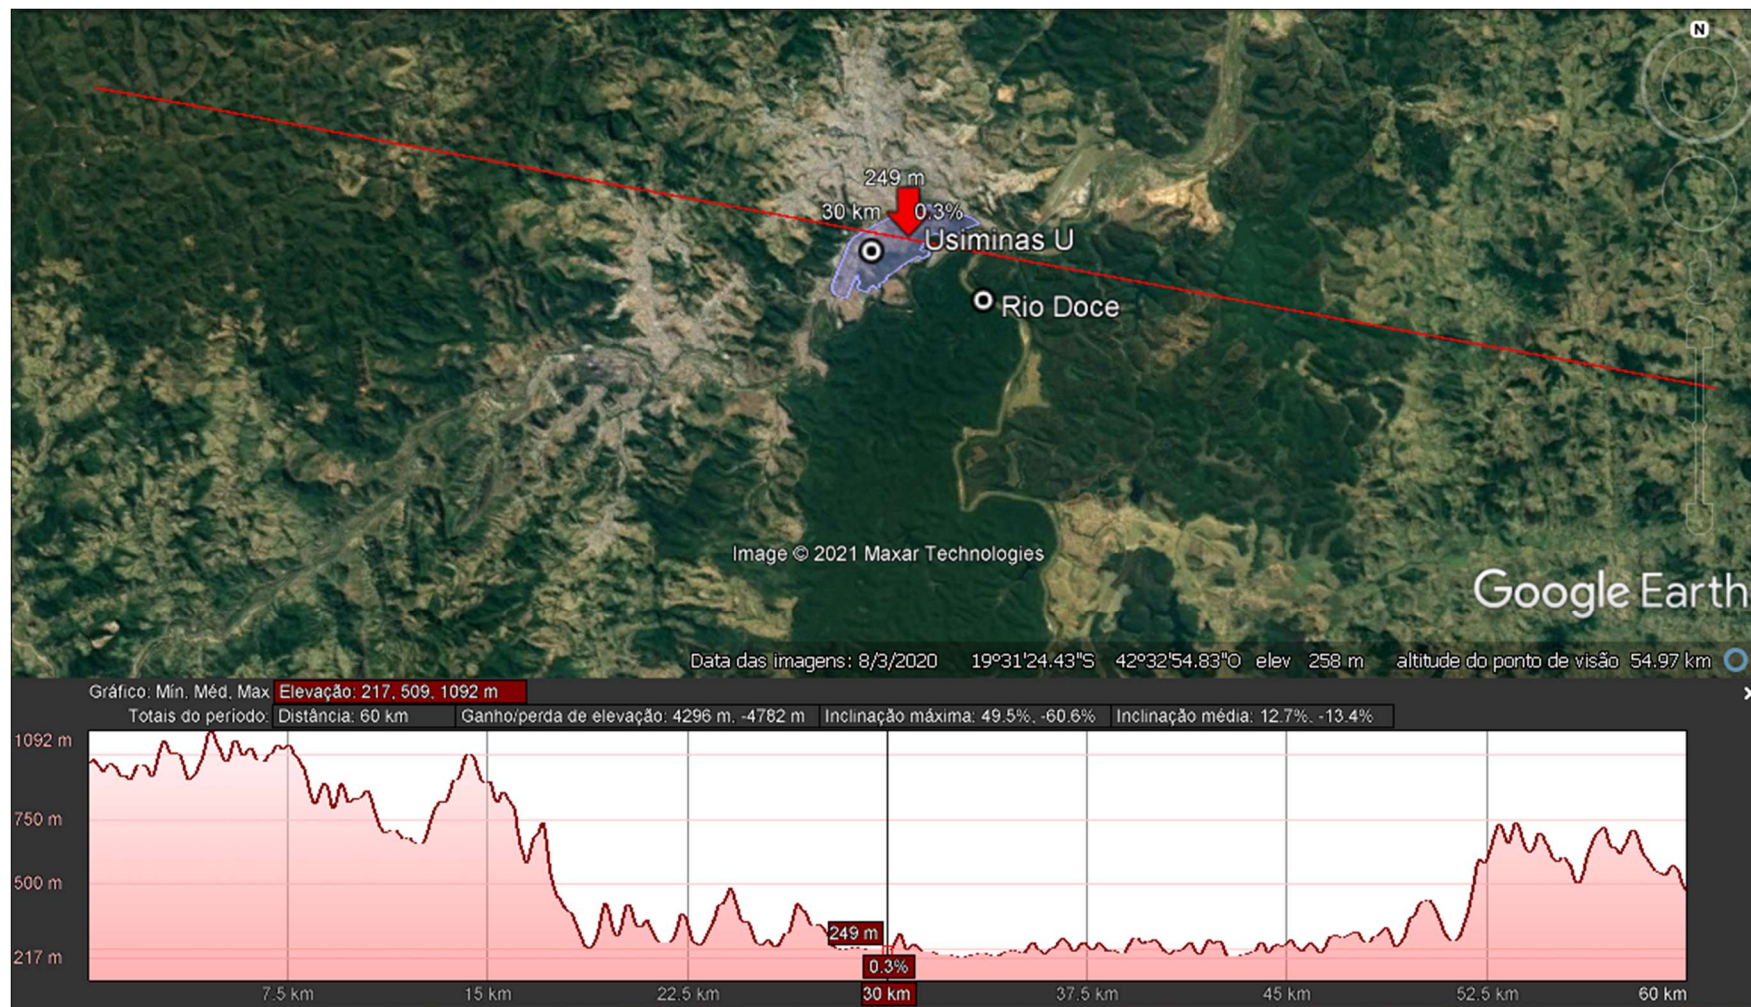 N
249 m
30 km 0.3%
Usiminas U
Rio Doce
Image © 2021 Maxar Technologies
Google Earth
Data das imagens: 8/3/2020 19º31'24.43"S 42º32'54.83"O elev 258 m altitude do ponto de visão 54.97 km
Gráfico: Mín, Méd, Max Elevação: 217, 509, 1092 m
Totais do período: Distância: 60 km Ganho/perda de elevação: 4296 m, -4782 m Inclinação máxima: 49.5%, -60.6% Inclinação média: 12.7%, -13.4%
1092 m
750 m
500 m
249 m
217 m
0.3%
7.5 km 15 km 22.5 km 30 km 37.5 km 45 km 52.5 km 60 km